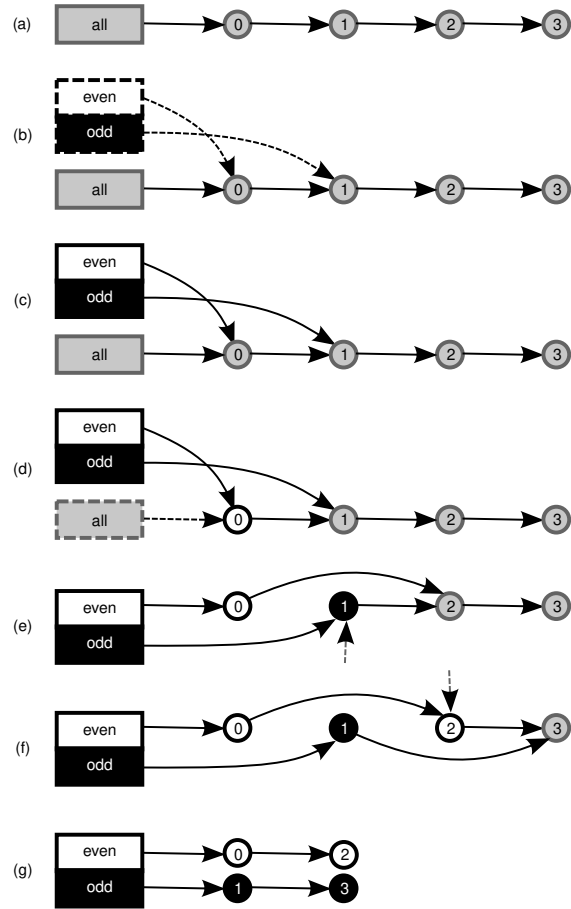 (a) all 0 1 2 3
even
(b) odd
all 0 1 2 3
even
(c) odd
all 0 1 2 3
even
(d) odd
all 0 1 2 3
(e) even 0 1 2 3
odd
(f) even 0 1 2 3
odd
(g) even 0 2
odd 1 3